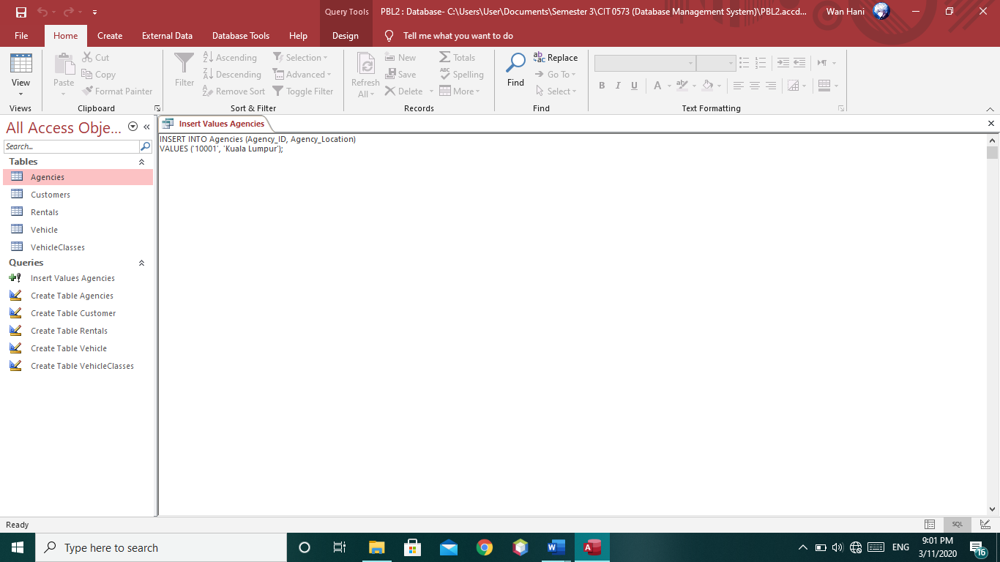 Query Tools
PBL2 : Database- C:\Users\User\Documents\Semester 3\CIT 0573 (Database Management System)\PBL2.accd...
Wan Hani
File Home Create External Data Database Tools Help Design Tell me what you want to do
View
Views
Paste
Cut
Copy
Format Painter
Clipboard
Filter
Ascending
Descending
Remove Sort
Selection
Advanced
Toggle Filter
Sort & Filter
Refresh
All
New
Save
Delete
Totals
Spelling
More
Records
Find
Replace
Go To
Select
Find
B I U A
Text Formatting
All Access Obje...
Search...
Tables
Agencies
Customers
Rentals
Vehicle
VehicleClasses
Queries
Insert Values Agencies
Create Table Agencies
Create Table Customer
Create Table Rentals
Create Table Vehicle
Create Table VehicleClasses
Insert Values Agencies
INSERT INTO Agencies (Agency_ID, Agency_Location)
VALUES ('10001', 'Kuala Lumpur');
Ready
SQL
Type here to search
ENG
9:01 PM
3/11/2020
16